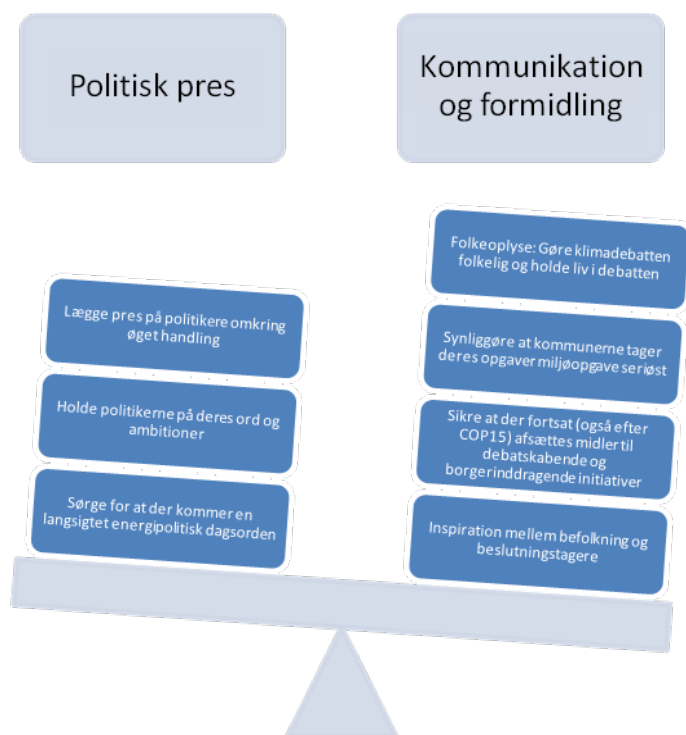 Politisk pres
Kommunikation
og formidling
Lægge pres på politikere omkring
øget handling
Holde politikerne på deres ord og
ambitioner
Sørge for at der kommer en
langsigtet energipolitisk dagsorden
Folkeoplyse: Gøre klimadebatten
folkelig og holde liv i debatten
Synliggøre at kommunerne tager
deres opgaver miljøopgave seriøst
Sikre at der fortsat (også efter
COP15) afsættes midler til
debatskabende og
borgerinddragende initiativer
Inspiration mellem befolkning og
beslutningstagere